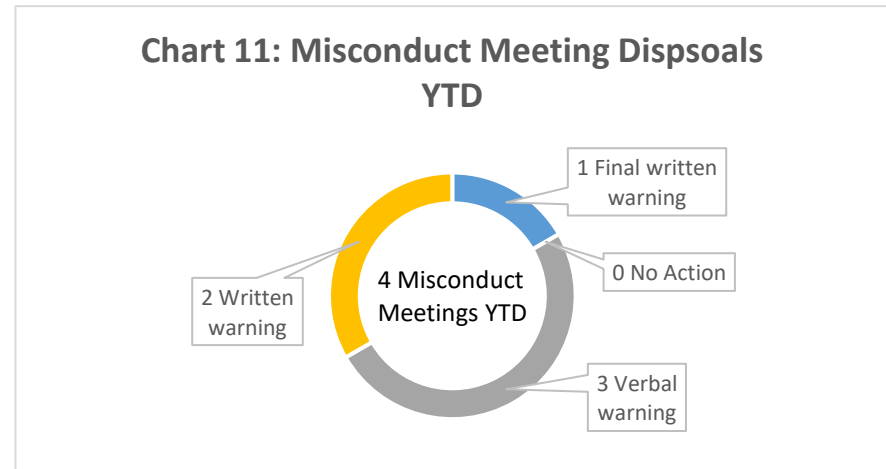 Chart 11: Misconduct Meeting Dispsoals
YTD
1 Final written
warning
0 No Action
4 Misconduct
Meetings YTD
2 Written
warning
3 Verbal
warning